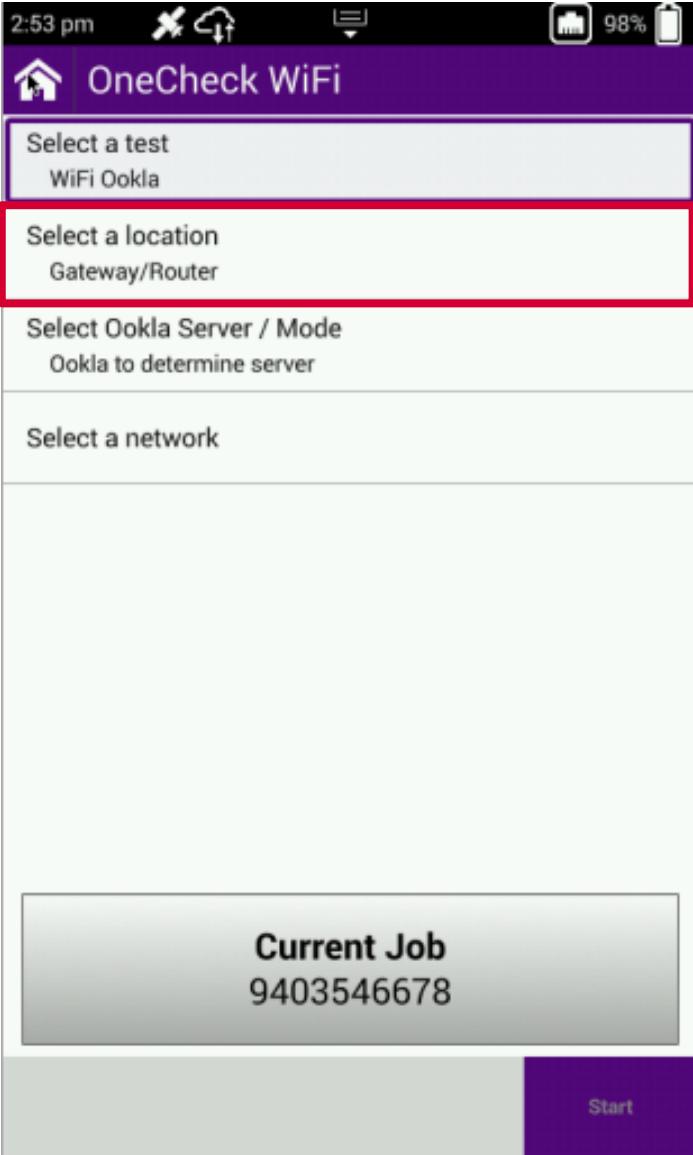 2:53 pm
98%
OneCheck WiFi
Select a test
WiFi Ookla
Select a location
Gateway/Router
Select Ookla Server / Mode
Ookla to determine server
Select a network
Current Job
9403546678
Start